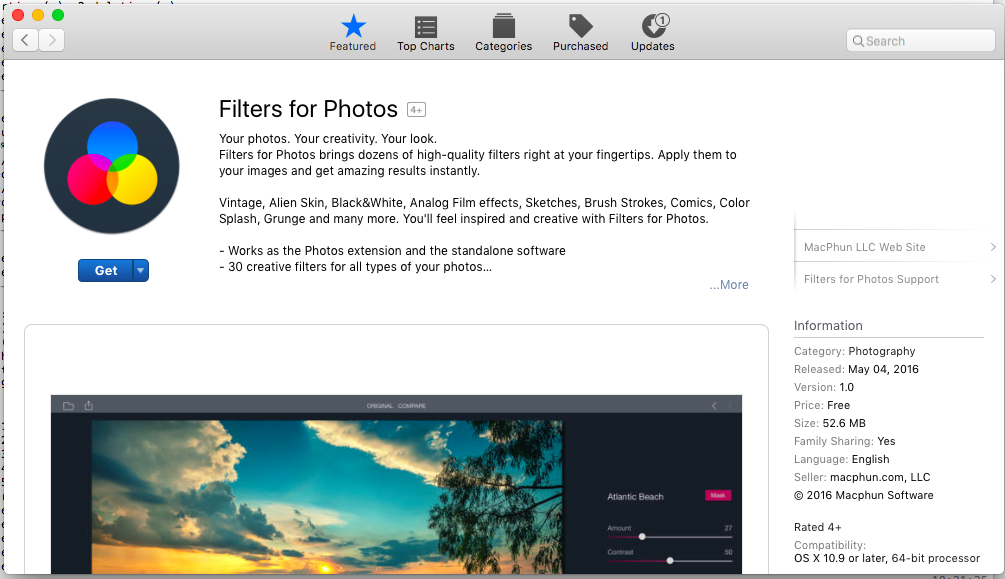 Featured
Top Charts
Categories
Purchased
1
Updates
Search
Filters for Photos 4+
Your photos. Your creativity. Your look.
Filters for Photos brings dozens of high-quality filters right at your fingertips. Apply them to
your images and get amazing results instantly.
Vintage, Alien Skin, Black&White, Analog Film effects, Sketches, Brush Strokes, Comics, Color
Splash, Grunge and many more. You'll feel inspired and creative with Filters for Photos.
- Works as the Photos extension and the standalone software
- 30 creative filters for all types of your photos...
...More
Get
MacPhun LLC Web Site
Filters for Photos Support
Information
Category: Photography
Released: May 04, 2016
Version: 1.0
Price: Free
Size: 52.6 MB
Family Sharing: Yes
Language: English
Seller: macphun.com, LLC
© 2016 Macphun Software
Rated 4+
Compatibility:
OS X 10.9 or later, 64-bit processor
ORIGINAL COMPARE
Atlantic Beach
Mask
Amount 27
Contrast 50